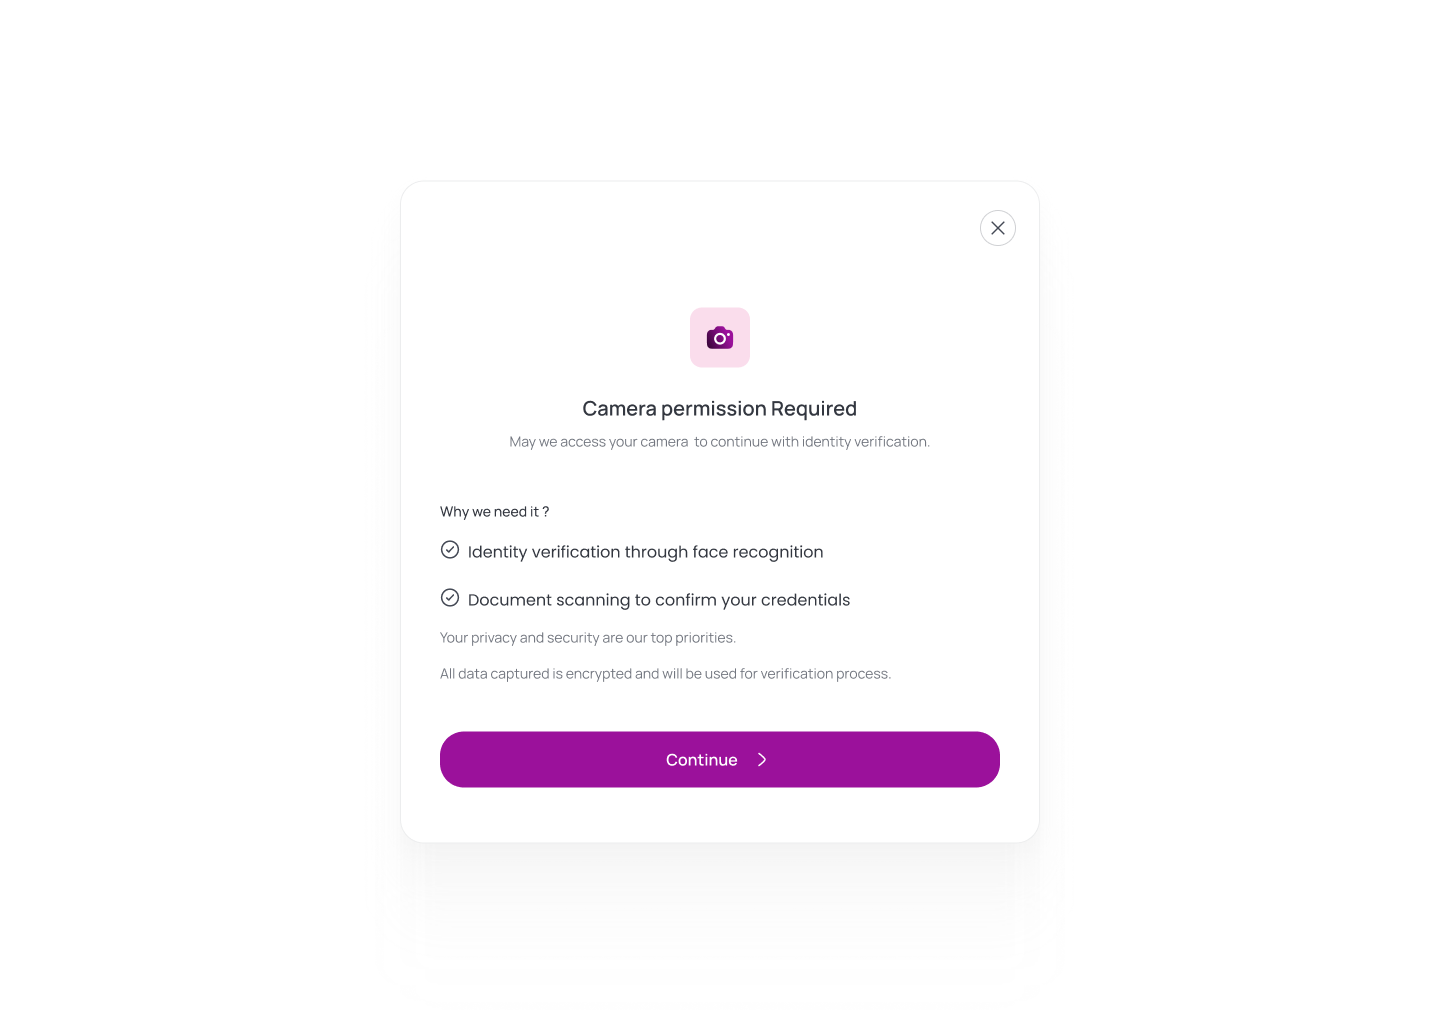 Camera permission Required
May we access your camera  to continue with identity verification.
Why we need it ?
Identity verification through face recognition
Document scanning to confirm your credentials
Your privacy and security are our top priorities.
All data captured is encrypted and will be used for verification process.
Continue